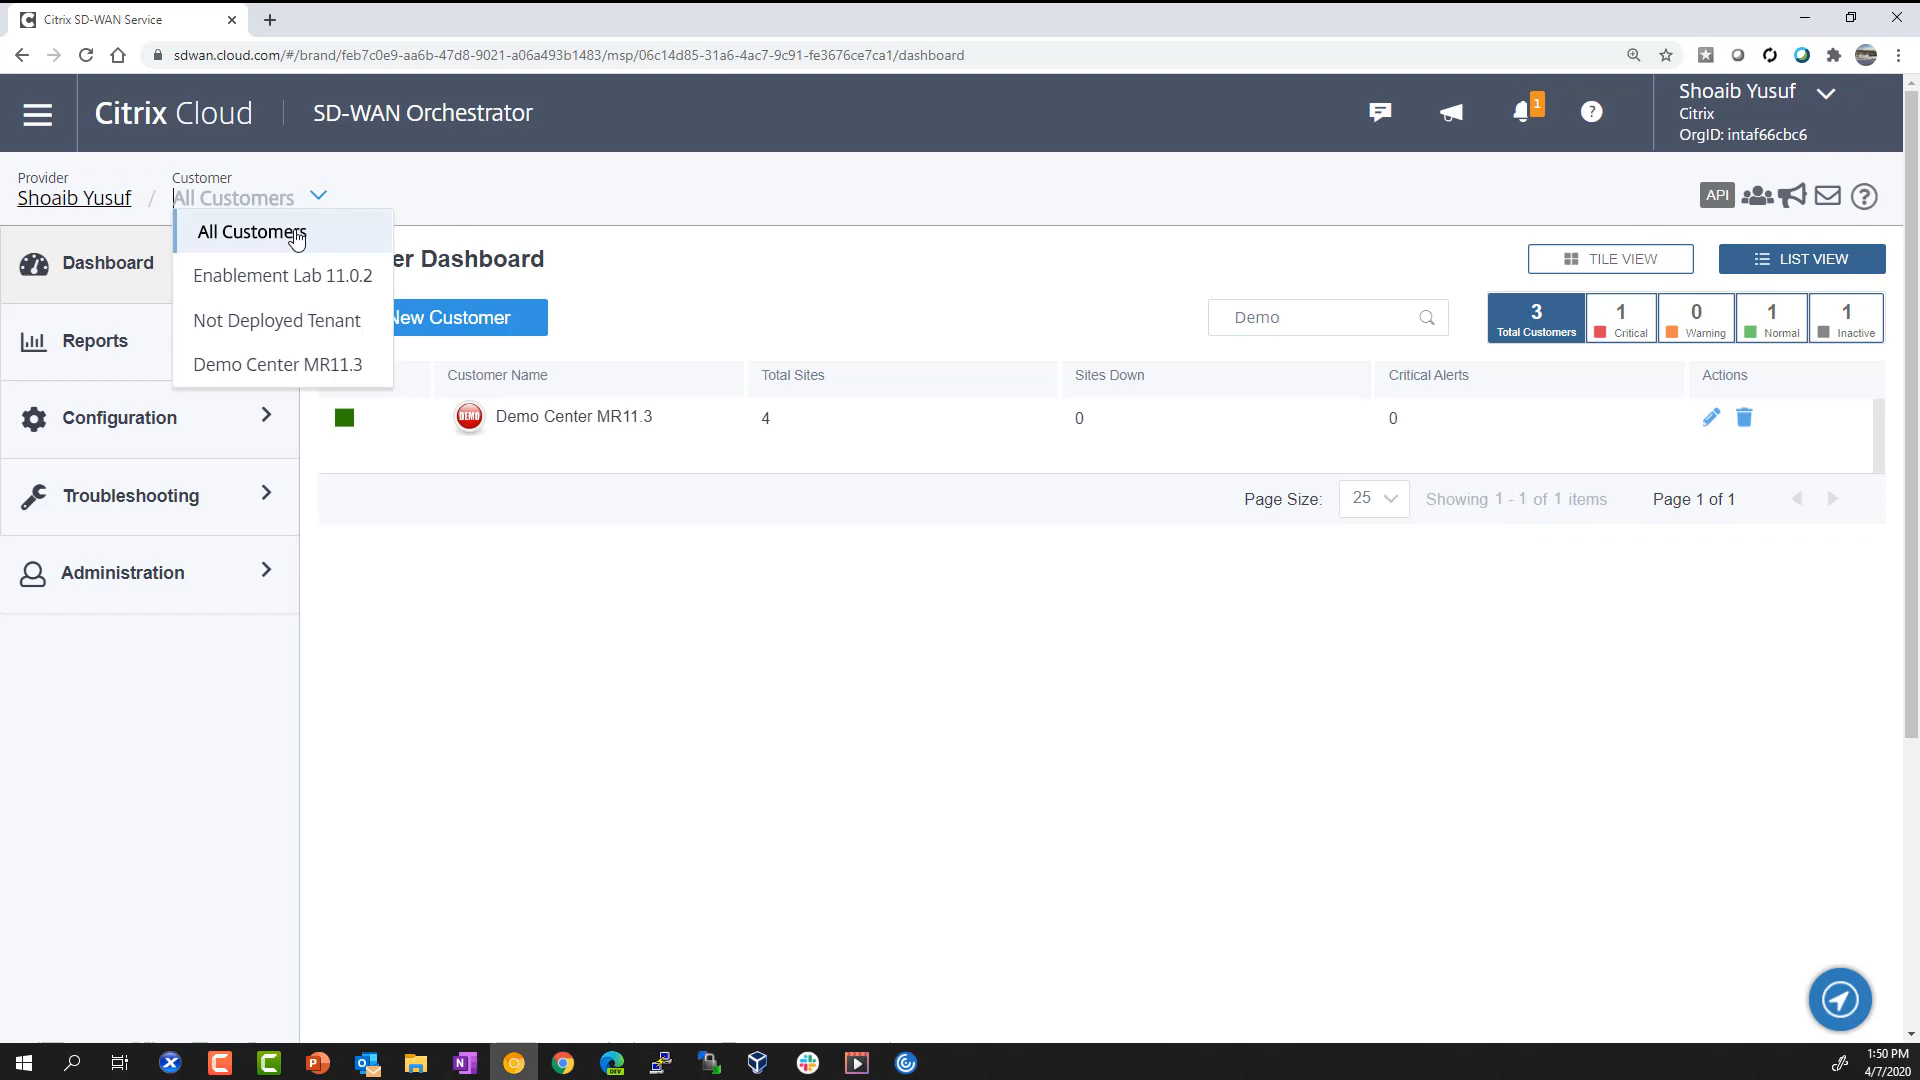 Citrix SD-WAN Service
sdwan.cloud.com/#/brand/feb7c0e9-aa6b-47d8-9021-a06a493b1483/msp/06c14d85-31a6-4ac7-9c91-fe3676ce7ca1/dashboard
Citrix Cloud
SD-WAN Orchestrator
1
Shoaib Yusuf
Citrix
OrgID: intaf66cbc6
Provider
Shoaib Yusuf
/
Customer
All Customers
API
All Customers
Enablement Lab 11.0.2
Not Deployed Tenant
Demo Center MR11.3
Dashboard
Reports
Configuration
Troubleshooting
Administration
er Dashboard
TILE VIEW
LIST VIEW
New Customer
Demo
3 Total Customers
1 Critical
0 Warning
1 Normal
1 Inactive
Customer Name Total Sites Sites Down Critical Alerts Actions
DEMO Demo Center MR11.3 4 0 0
Page Size: 25 Showing 1 - 1 of 1 items Page 1 of 1
1:50 PM
4/7/2020